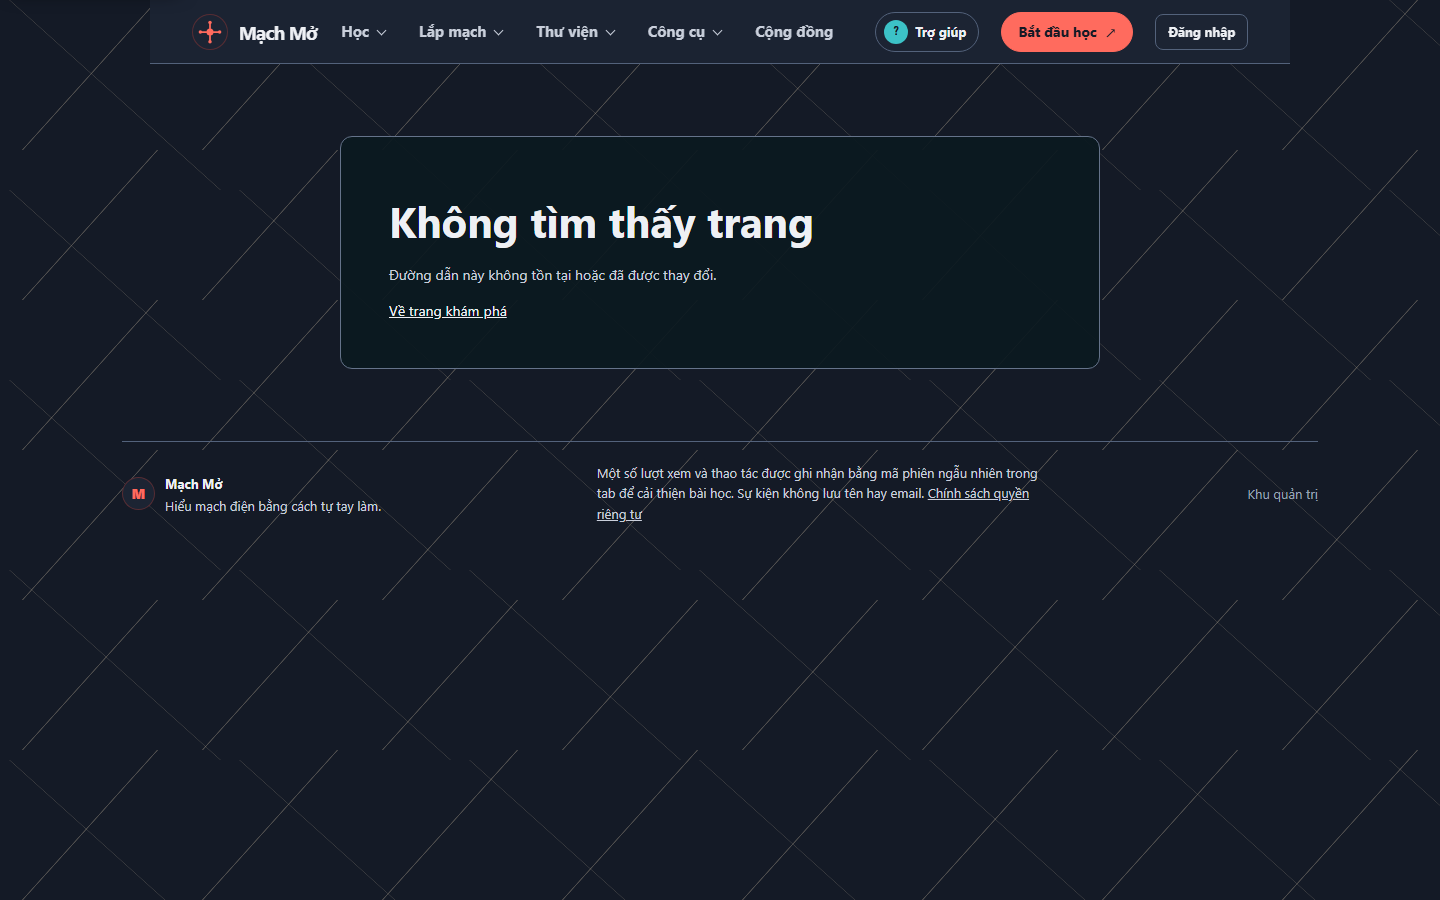 Mạch Mở
Học
Lắp mạch
Thư viện
Công cụ
Cộng đồng
? Trợ giúp
Bắt đầu học ↗
Đăng nhập
Không tìm thấy trang
Đường dẫn này không tồn tại hoặc đã được thay đổi.
Về trang khám phá
M
Mạch Mở
Hiểu mạch điện bằng cách tự tay làm.
Một số lượt xem và thao tác được ghi nhận bằng mã phiên ngẫu nhiên trong
tab để cải thiện bài học. Sự kiện không lưu tên hay email. Chính sách quyền
riêng tư
Khu quản trị